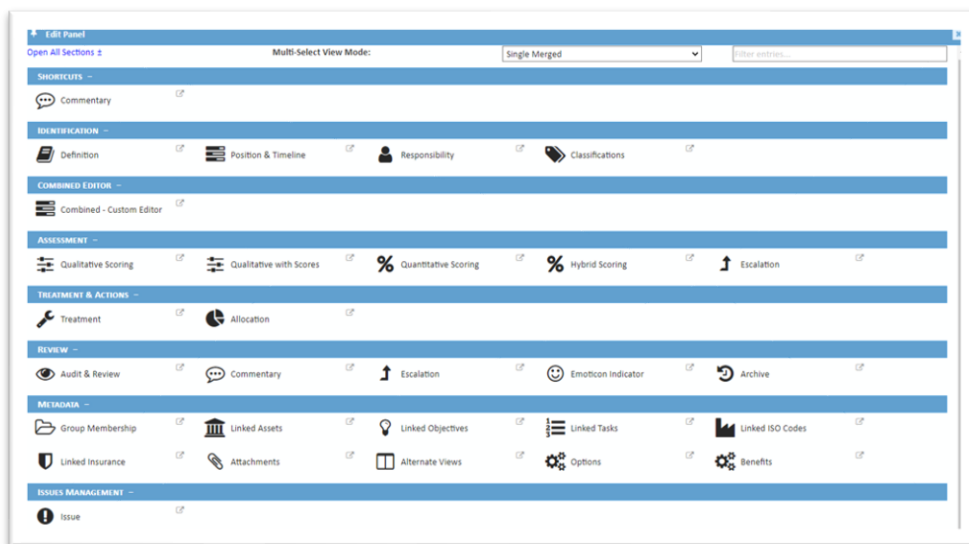 Edit Panel
Open All Sections ±
Multi-Select View Mode:
Single Merged
Filter entries...
SHORTCUTS –
Commentary
IDENTIFICATION –
Definition
Position & Timeline
Responsibility
Classifications
COMBINED EDITOR –
Combined - Custom Editor
ASSESSMENT –
Qualitative Scoring
Qualitative with Scores
Quantitative Scoring
Hybrid Scoring
Escalation
TREATMENT & ACTIONS –
Treatment
Allocation
REVIEW –
Audit & Review
Commentary
Escalation
Emoticon Indicator
Archive
METADATA –
Group Membership
Linked Assets
Linked Objectives
Linked Tasks
Linked ISO Codes
Linked Insurance
Attachments
Alternate Views
Options
Benefits
ISSUES MANAGEMENT –
Issue